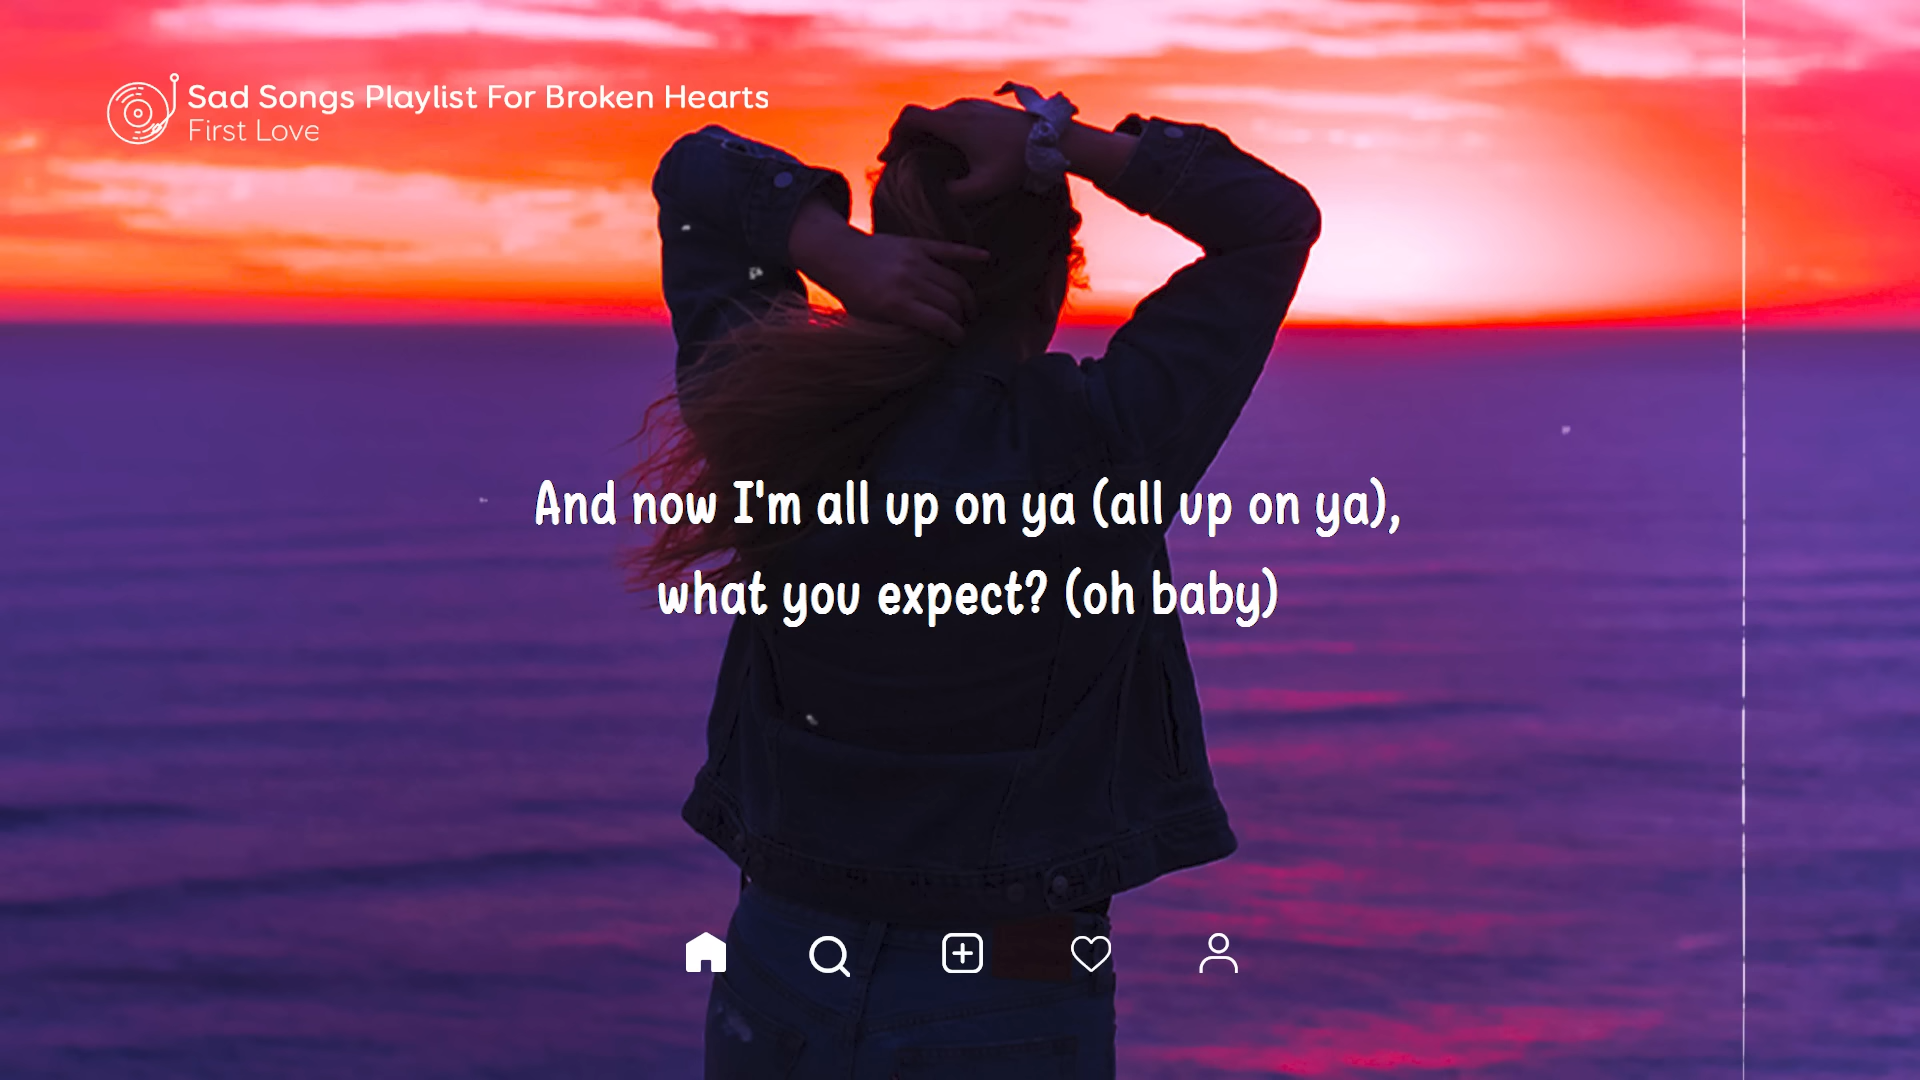 Sad Songs Playlist For Broken Hearts
First Love
And now I'm all up on ya (all up on ya),
what you expect? (oh baby)